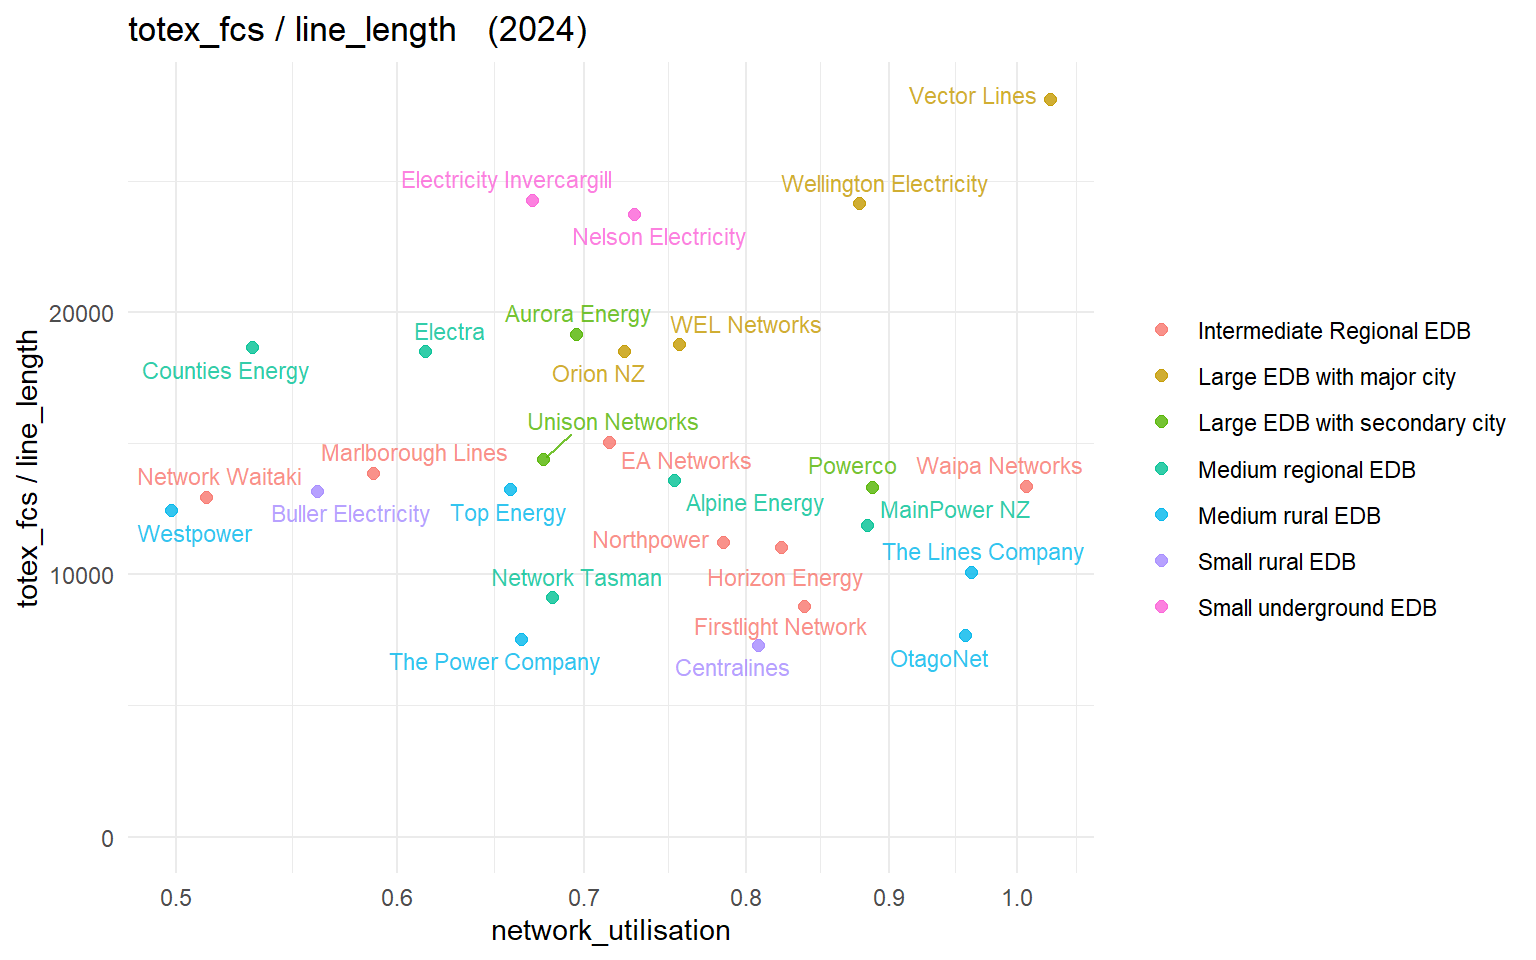 totex_fcs / line_length   (2024)
totex_fcs / line_length
20000
10000
0
Vector Lines
Electricity Invercargill
Wellington Electricity
Nelson Electricity
Aurora Energy
WEL Networks
Electra
Counties Energy
Orion NZ
Unison Networks
Marlborough Lines
EA Networks
Powerco
Waipa Networks
Network Waitaki
Alpine Energy
MainPower NZ
Buller Electricity
Top Energy
Westpower
Northpower
The Lines Company
Network Tasman
Horizon Energy
Firstlight Network
The Power Company
Centralines
OtagoNet
0.5
0.6
0.7
0.8
0.9
1.0
network_utilisation
Intermediate Regional EDB
Large EDB with major city
Large EDB with secondary city
Medium regional EDB
Medium rural EDB
Small rural EDB
Small underground EDB